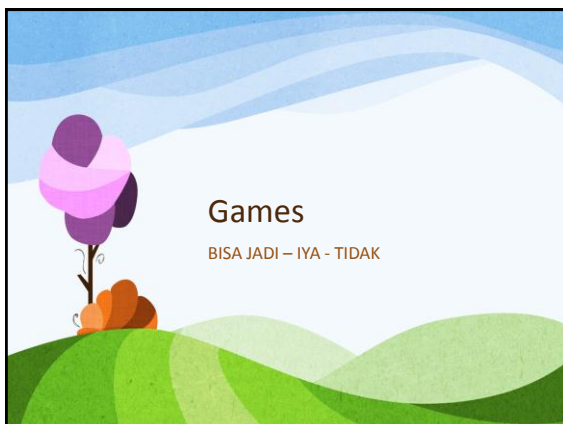 Games
BISA JADI – IYA - TIDAK